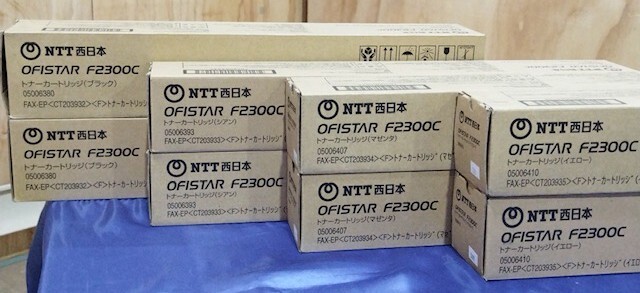 NTT西日本
OFISTAR F2300C
トナーカートリッジ(ブラック)
05006380
FAX-EP<CT203932><F>トナーカートリッジ(ブラック)
NTT西日本
OFISTAR F2300C
トナーカートリッジ(ブラック)
05006380
FAX-EP<CT203932><F>トナーカートリッジ(ブラック)
NTT西日本
OFISTAR F2300C
トナーカートリッジ(シアン)
05006393
FAX-EP<CT203933><F>トナーカートリッジ(シ
NTT西日本
OFISTAR F2300C
トナーカートリッジ(シアン)
05006393
FAX-EP<CT203933><F>トナーカートリッジ(シ
NTT西日本
OFISTAR F2300C
トナーカートリッジ(マゼンタ)
05006407
FAX-EP<CT203934><F>トナーカートリッジ(マゼ
NTT西日本
OFISTAR F2300C
トナーカートリッジ(マゼンタ)
05006407
FAX-EP<CT203934><F>トナーカートリッジ(マ
NTT西日本
OFISTAR F2300C
トナーカートリッジ(イエロー)
05006410
FAX-EP<CT203935><F>トナーカートリッジ(イエロ
NTT西日本
OFISTAR F2300C
トナーカートリッジ(イエロー)
05006410
FAX-EP<CT203935><F>トナーカートリッジ(イエ